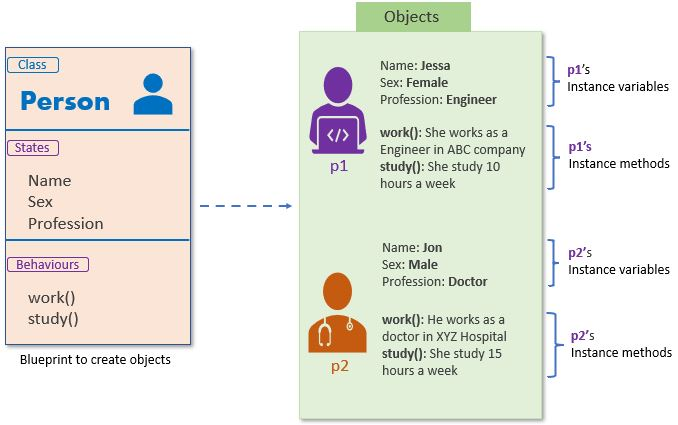 Objects
Class
Person
States
Name
Sex
Profession
Behaviours
work()
study()
Blueprint to create objects
Name: Jessa
Sex: Female
Profession: Engineer
work(): She works as a
Engineer in ABC company
study(): She study 10
hours a week
p1
p1's
Instance variables
p1's
Instance methods
Name: Jon
Sex: Male
Profession: Doctor
work(): He works as a
doctor in XYZ Hospital
study(): She study 15
hours a week
p2
p2's
Instance variables
p2's
Instance methods